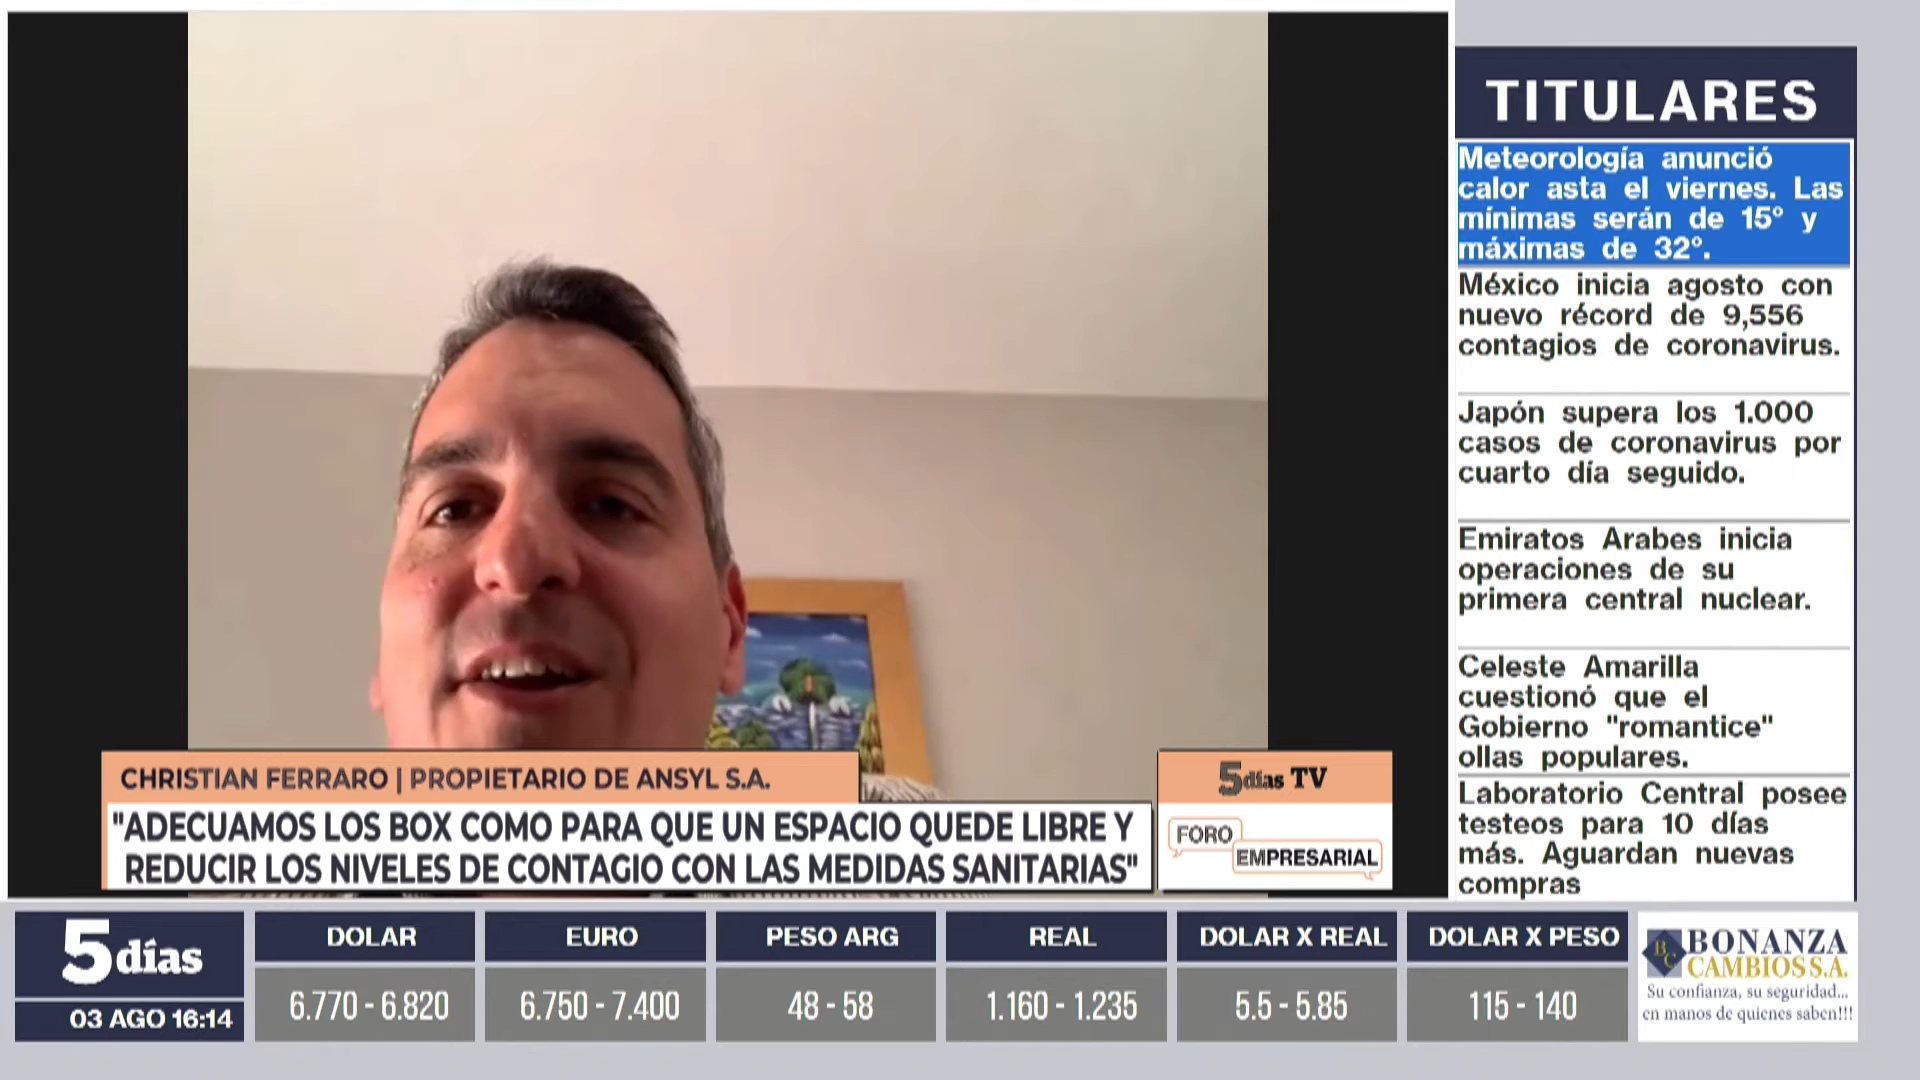 TITULARES
Meteorología anunció
calor asta el viernes. Las
mínimas serán de 15° y
máximas de 32°.
México inicia agosto con
nuevo récord de 9,556
contagios de coronavirus.
Japón supera los 1.000
casos de coronavirus por
cuarto día seguido.
Emiratos Arabes inicia
operaciones de su
primera central nuclear.
Celeste Amarilla
cuestionó que el
Gobierno "romantice"
ollas populares.
Laboratorio Central posee
testeos para 10 días
más. Aguardan nuevas
compras
CHRISTIAN FERRARO | PROPIETARIO DE ANSYL S.A.
"ADECUAMOS LOS BOX COMO PARA QUE UN ESPACIO QUEDE LIBRE Y
REDUCIR LOS NIVELES DE CONTAGIO CON LAS MEDIDAS SANITARIAS"
5días TV
FORO
EMPRESARIAL
5días
03 AGO 16:14
DOLAR
6.770 - 6.820
EURO
6.750 - 7.400
PESO ARG
48 - 58
REAL
1.160 - 1.235
DOLAR X REAL
5.5 - 5.85
DOLAR X PESO
115 - 140
BC
BONANZA
CAMBIOS S.A.
Su confianza, su seguridad...
en manos de quienes saben!!!